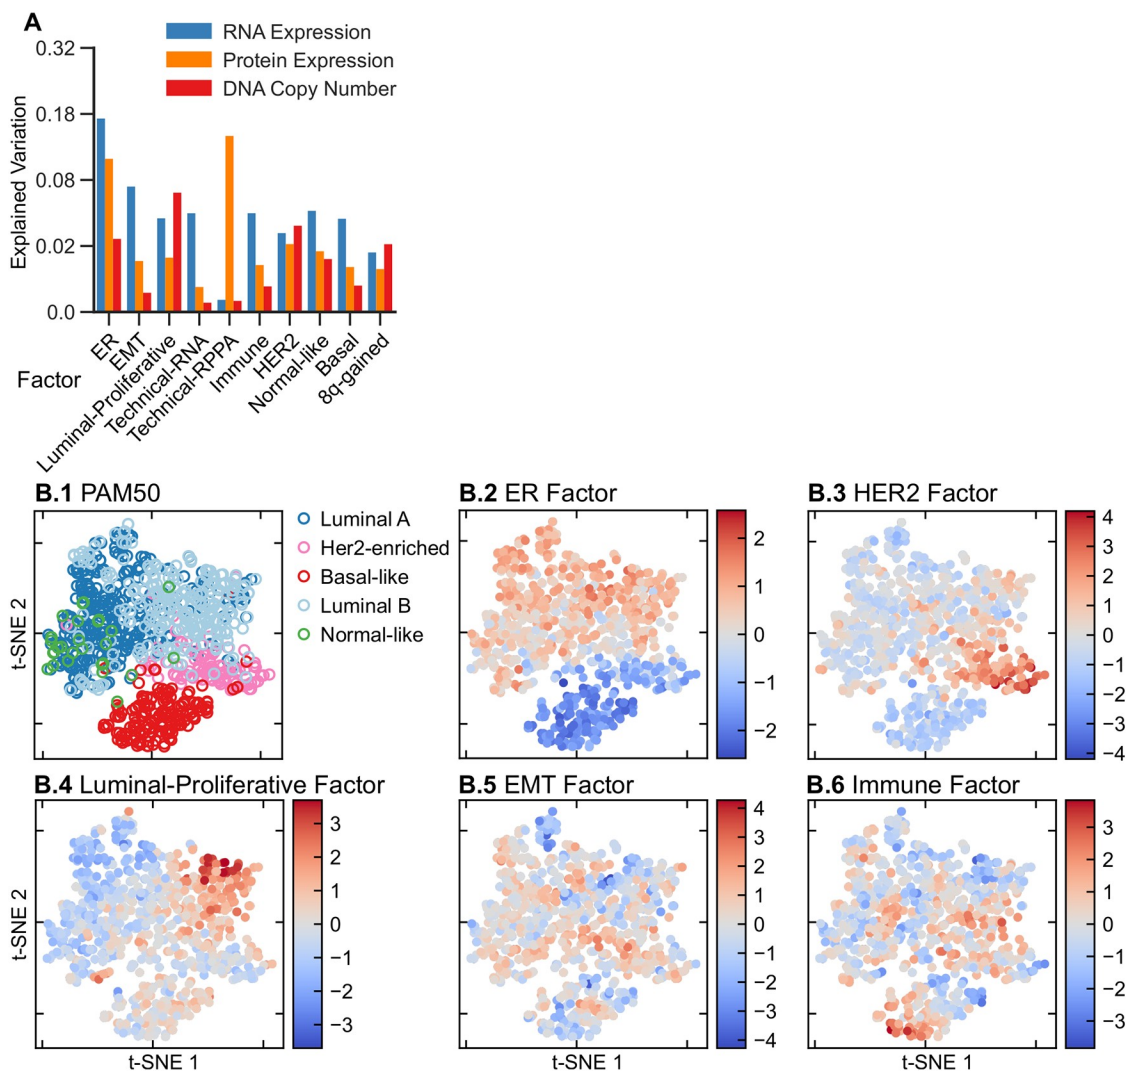 A
RNA Expression
Protein Expression
DNA Copy Number
Explained Variation
0.32
0.18
0.08
0.02
0.0
Factor
ER
EMT
Luminal-Proliferative
Technical-RNA
Technical-RPPA
Immune
HER2
Normal-like
Basal
8q-gained
B.1 PAM50
t-SNE 2
Luminal A
Her2-enriched
Basal-like
Luminal B
Normal-like
B.2 ER Factor
2
1
0
−1
−2
B.3 HER2 Factor
4
3
2
1
0
−1
−2
−3
−4
B.4 Luminal-Proliferative Factor
t-SNE 2
t-SNE 1
3
2
1
0
−1
−2
−3
B.5 EMT Factor
t-SNE 1
4
3
2
1
0
−1
−2
−3
−4
B.6 Immune Factor
t-SNE 1
3
2
1
0
−1
−2
−3